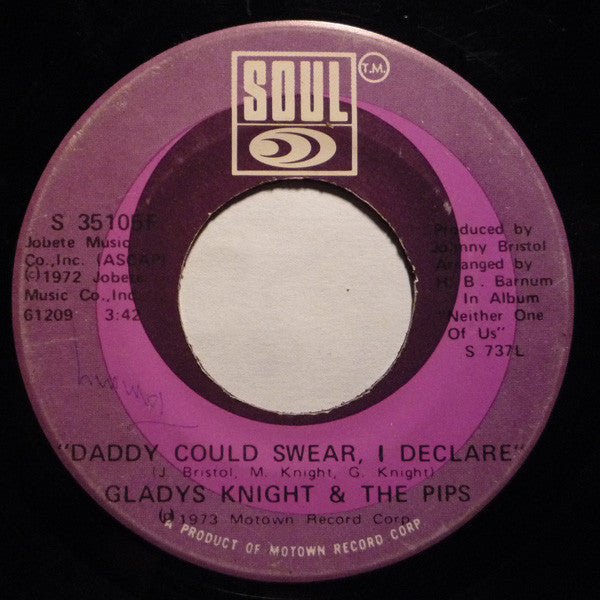 SOUL
T.M.
S 35105F
Jobete Music
Co.,Inc. (ASCAP)
(c)1972 Jobete
Music Co.,Inc.
61209 3:42
Produced by
Johnny Bristol
Arranged by
H. B. Barnum
In Album
"Neither One
Of Us"
S 737L
"DADDY COULD SWEAR, I DECLARE"
(J. Bristol, M. Knight, G. Knight)
GLADYS KNIGHT & THE PIPS
(p)1973 Motown Record Corp.
A PRODUCT OF MOTOWN RECORD CORP.